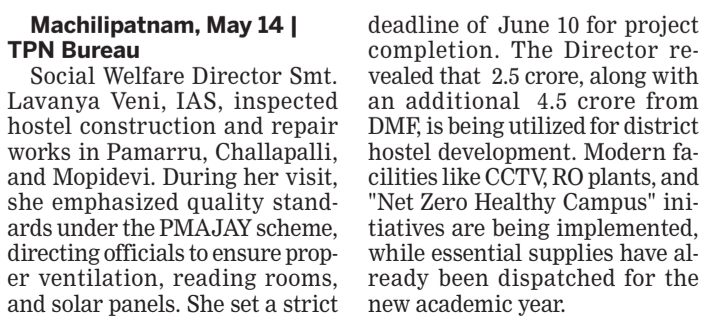 Machilipatnam, May 14 |
TPN Bureau
Social Welfare Director Smt.
Lavanya Veni, IAS, inspected
hostel construction and repair
works in Pamarru, Challapalli,
and Mopidevi. During her visit,
she emphasized quality stand-
ards under the PMAJAY scheme,
directing officials to ensure prop-
er ventilation, reading rooms,
and solar panels. She set a strict
deadline of June 10 for project
completion. The Director re-
vealed that 2.5 crore, along with
an additional 4.5 crore from
DMF, is being utilized for district
hostel development. Modern fa-
cilities like CCTV, RO plants, and
"Net Zero Healthy Campus" ini-
tiatives are being implemented,
while essential supplies have al-
ready been dispatched for the
new academic year.